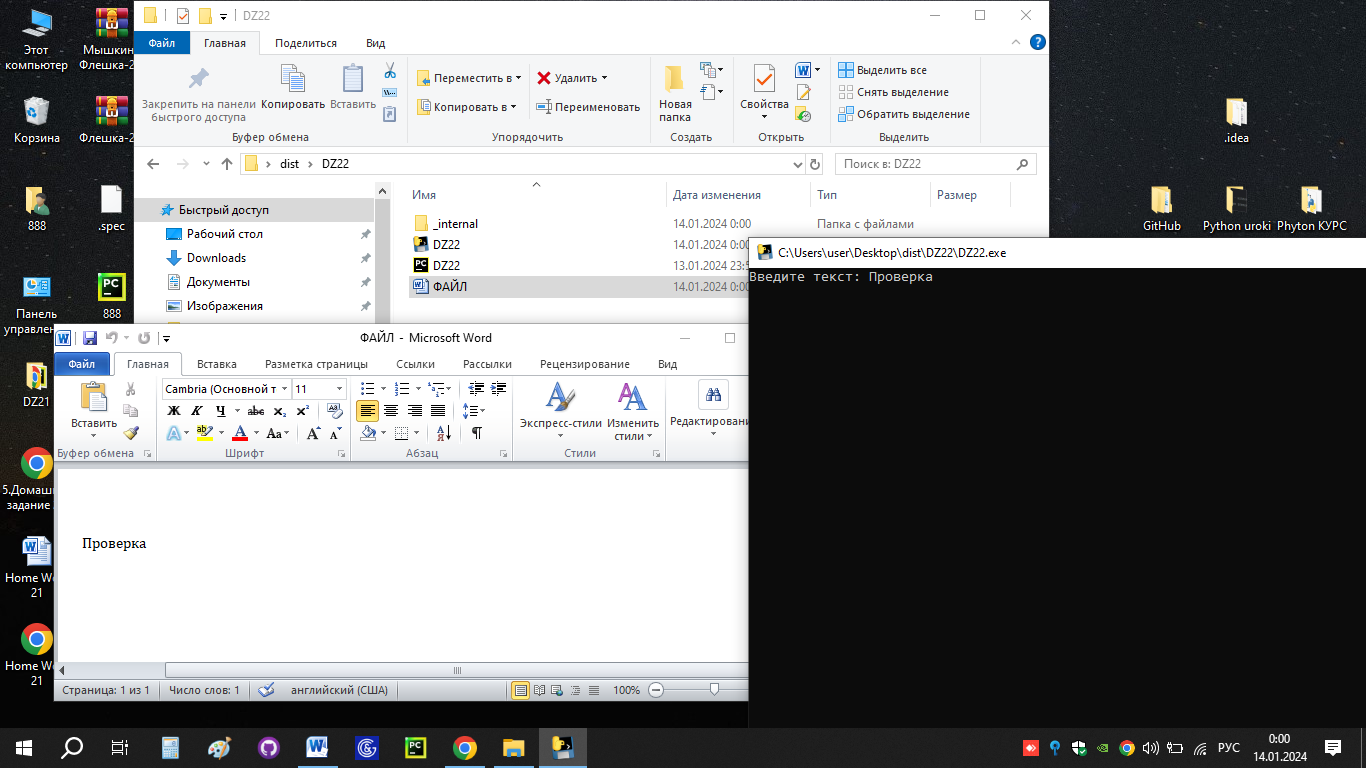 Этот компьютер
Мышкин
Флешка-2
Корзина
Флешка-2
888
.spec
Панель управлен...
888
DZ21
5.Домаш
задание
Home W
21
Home W
21
DZ22
Файл
Главная
Поделиться
Вид
Закрепить на панели быстрого доступа
Копировать
Вставить
Буфер обмена
Переместить в
Копировать в
Удалить
Переименовать
Упорядочить
Новая папка
Создать
Свойства
Открыть
Выделить все
Снять выделение
Обратить выделение
Выделить
dist
DZ22
Поиск в: DZ22
Быстрый доступ
Рабочий стол
Downloads
Документы
Изображения
Имя
Дата изменения
Тип
Размер
_internal
14.01.2024 0:00
Папка с файлами
DZ22
14.01.2024 0:00
DZ22
13.01.2024 23:5
ФАЙЛ
14.01.2024 0:00
.idea
GitHub
Python uroki
Phyton КУРС
C:\Users\user\Desktop\dist\DZ22\DZ22.exe
Введите текст: Проверка
ФАЙЛ - Microsoft Word
Файл
Главная
Вставка
Разметка страницы
Ссылки
Рассылки
Рецензирование
Вид
Вставить
Буфер обмена
Cambria (Основной т
11
Ж К Ч abc x₂ x²
Aa
Шрифт
Абзац
Экспресс-стили
Изменить стили
Стили
Редактировани
Проверка
Страница: 1 из 1
Число слов: 1
английский (США)
100%
РУС
0:00
14.01.2024